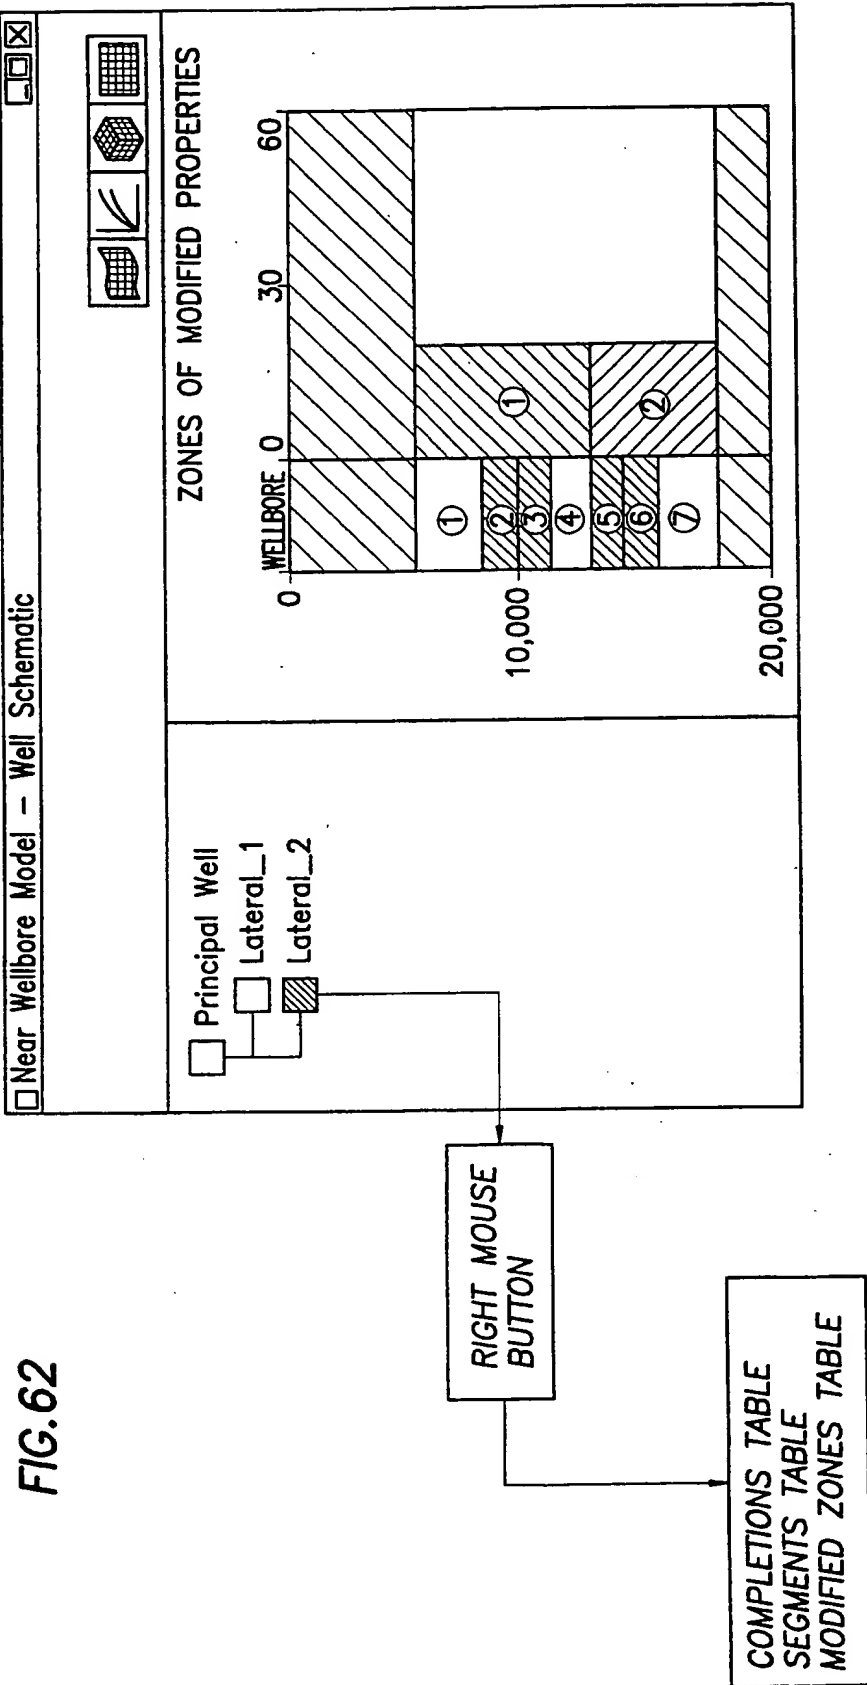 FIG.62
Near Wellbore Model – Well Schematic
Principal Well
Lateral_1
Lateral_2
ZONES OF MODIFIED PROPERTIES
WELLBORE 0 30 60
0
10,000
20,000
1
2
3
4
5
6
7
1
2
RIGHT MOUSE
BUTTON
COMPLETIONS TABLE
SEGMENTS TABLE
MODIFIED ZONES TABLE